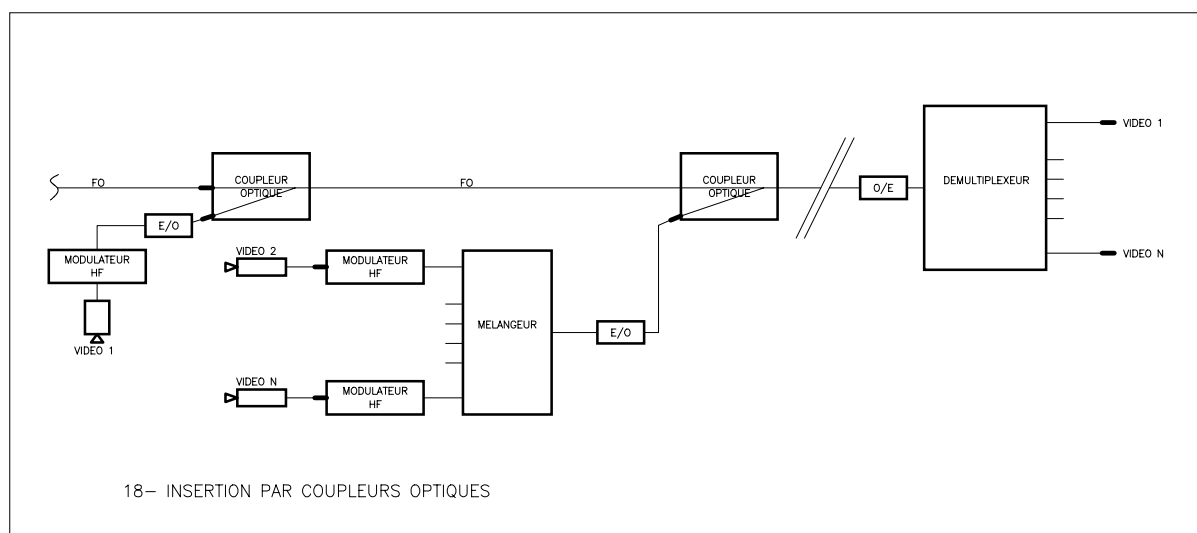 VIDEO 1
COUPLEUR
OPTIQUE
COUPLEUR
OPTIQUE
FO
FO
O/E
DEMULTIPLEXEUR
E/O
VIDEO 2
MODULATEUR
HF
MODULATEUR
HF
VIDEO N
MELANGEUR
E/O
VIDEO 1
VIDEO N
MODULATEUR
HF
18- INSERTION PAR COUPLEURS OPTIQUES